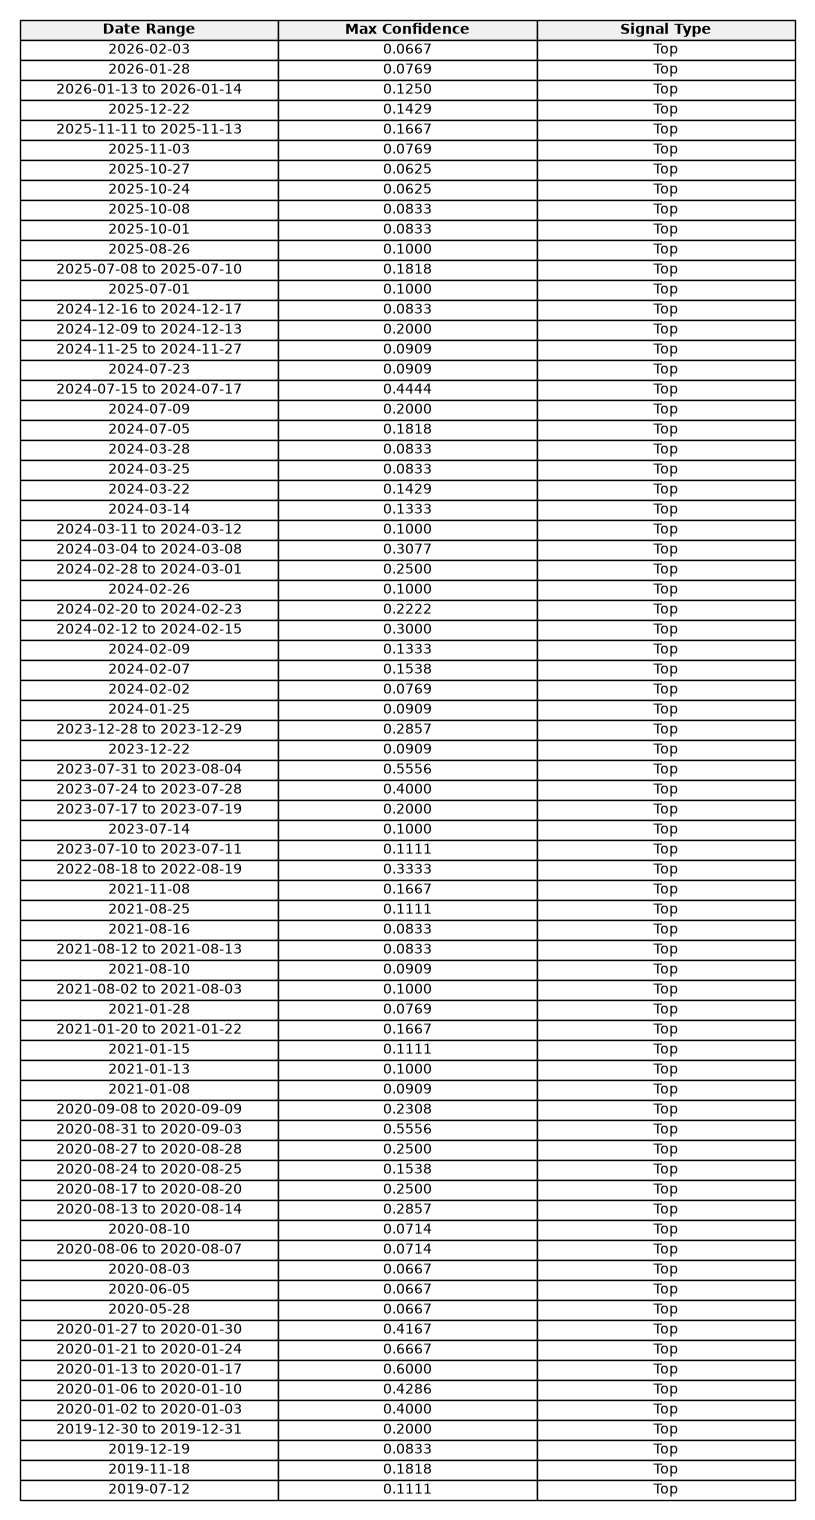 Date Range Max Confidence Signal Type
2026-02-03 0.0667 Top
2026-01-28 0.0769 Top
2026-01-13 to 2026-01-14 0.1250 Top
2025-12-22 0.1429 Top
2025-11-11 to 2025-11-13 0.1667 Top
2025-11-03 0.0769 Top
2025-10-27 0.0625 Top
2025-10-24 0.0625 Top
2025-10-08 0.0833 Top
2025-10-01 0.0833 Top
2025-08-26 0.1000 Top
2025-07-08 to 2025-07-10 0.1818 Top
2025-07-01 0.1000 Top
2024-12-16 to 2024-12-17 0.0833 Top
2024-12-09 to 2024-12-13 0.2000 Top
2024-11-25 to 2024-11-27 0.0909 Top
2024-07-23 0.0909 Top
2024-07-15 to 2024-07-17 0.4444 Top
2024-07-09 0.2000 Top
2024-07-05 0.1818 Top
2024-03-28 0.0833 Top
2024-03-25 0.0833 Top
2024-03-22 0.1429 Top
2024-03-14 0.1333 Top
2024-03-11 to 2024-03-12 0.1000 Top
2024-03-04 to 2024-03-08 0.3077 Top
2024-02-28 to 2024-03-01 0.2500 Top
2024-02-26 0.1000 Top
2024-02-20 to 2024-02-23 0.2222 Top
2024-02-12 to 2024-02-15 0.3000 Top
2024-02-09 0.1333 Top
2024-02-07 0.1538 Top
2024-02-02 0.0769 Top
2024-01-25 0.0909 Top
2023-12-28 to 2023-12-29 0.2857 Top
2023-12-22 0.0909 Top
2023-07-31 to 2023-08-04 0.5556 Top
2023-07-24 to 2023-07-28 0.4000 Top
2023-07-17 to 2023-07-19 0.2000 Top
2023-07-14 0.1000 Top
2023-07-10 to 2023-07-11 0.1111 Top
2022-08-18 to 2022-08-19 0.3333 Top
2021-11-08 0.1667 Top
2021-08-25 0.1111 Top
2021-08-16 0.0833 Top
2021-08-12 to 2021-08-13 0.0833 Top
2021-08-10 0.0909 Top
2021-08-02 to 2021-08-03 0.1000 Top
2021-01-28 0.0769 Top
2021-01-20 to 2021-01-22 0.1667 Top
2021-01-15 0.1111 Top
2021-01-13 0.1000 Top
2021-01-08 0.0909 Top
2020-09-08 to 2020-09-09 0.2308 Top
2020-08-31 to 2020-09-03 0.5556 Top
2020-08-27 to 2020-08-28 0.2500 Top
2020-08-24 to 2020-08-25 0.1538 Top
2020-08-17 to 2020-08-20 0.2500 Top
2020-08-13 to 2020-08-14 0.2857 Top
2020-08-10 0.0714 Top
2020-08-06 to 2020-08-07 0.0714 Top
2020-08-03 0.0667 Top
2020-06-05 0.0667 Top
2020-05-28 0.0667 Top
2020-01-27 to 2020-01-30 0.4167 Top
2020-01-21 to 2020-01-24 0.6667 Top
2020-01-13 to 2020-01-17 0.6000 Top
2020-01-06 to 2020-01-10 0.4286 Top
2020-01-02 to 2020-01-03 0.4000 Top
2019-12-30 to 2019-12-31 0.2000 Top
2019-12-19 0.0833 Top
2019-11-18 0.1818 Top
2019-07-12 0.1111 Top